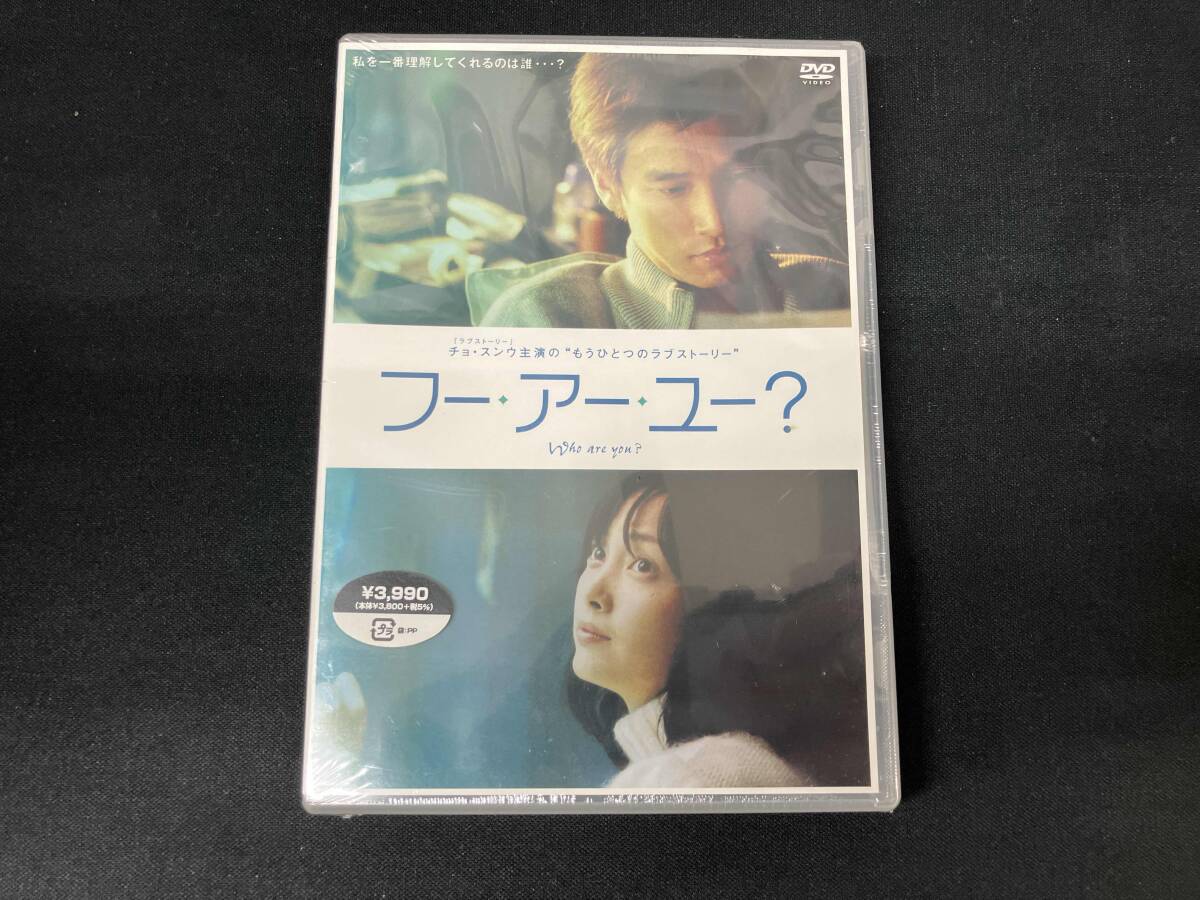 私を一番理解してくれるのは誰・・・?
DVD
VIDEO
「ラブストーリー」
チョ・スンウ主演の“もうひとつのラブストーリー”
フー・アー・ユー?
Who are you?
¥3,990
(本体¥3,800+税5%)
プラ 袋:PP